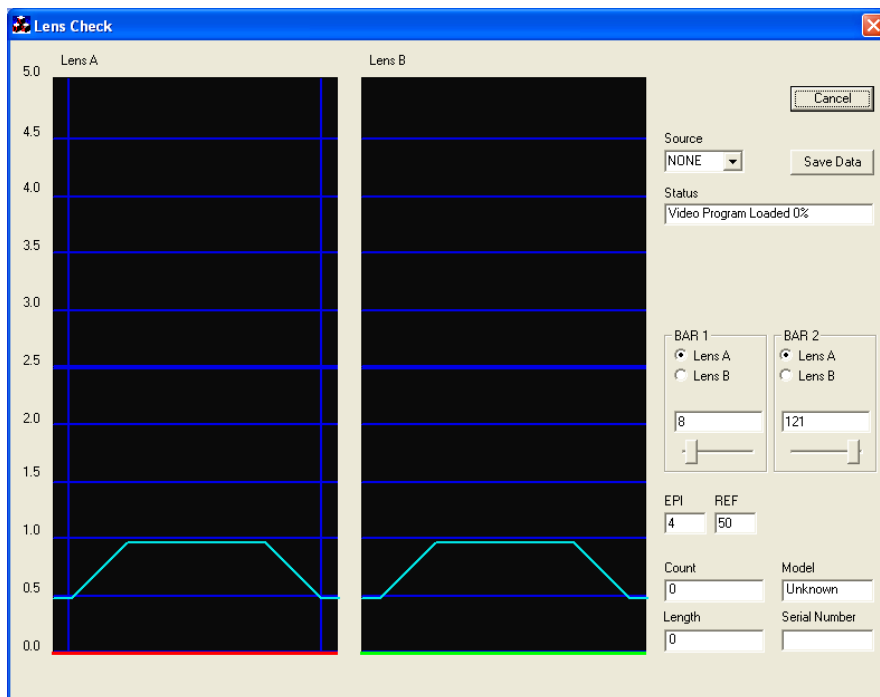 Lens Check
Lens A
Lens B
5.0
4.5
4.0
3.5
3.0
2.5
2.0
1.5
1.0
0.5
0.0
Cancel
Source
NONE
Save Data
Status
Video Program Loaded 0%
BAR 1
Lens A
Lens B
8
BAR 2
Lens A
Lens B
121
EPI
REF
4
50
Count
Model
0
Unknown
Length
Serial Number
0